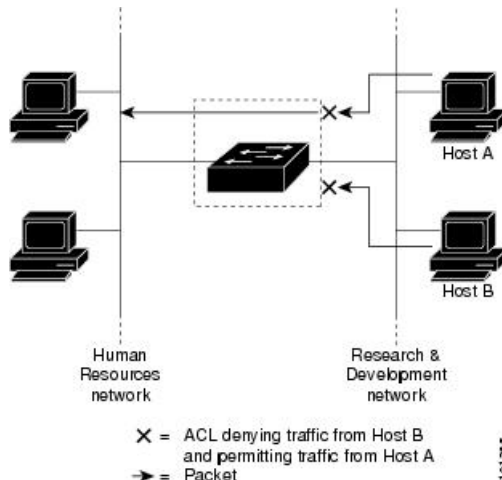 Host A
Host B
Human
Resources
network
Research &
Development
network
X = ACL denying traffic from Host B
and permitting traffic from Host A
= Packet